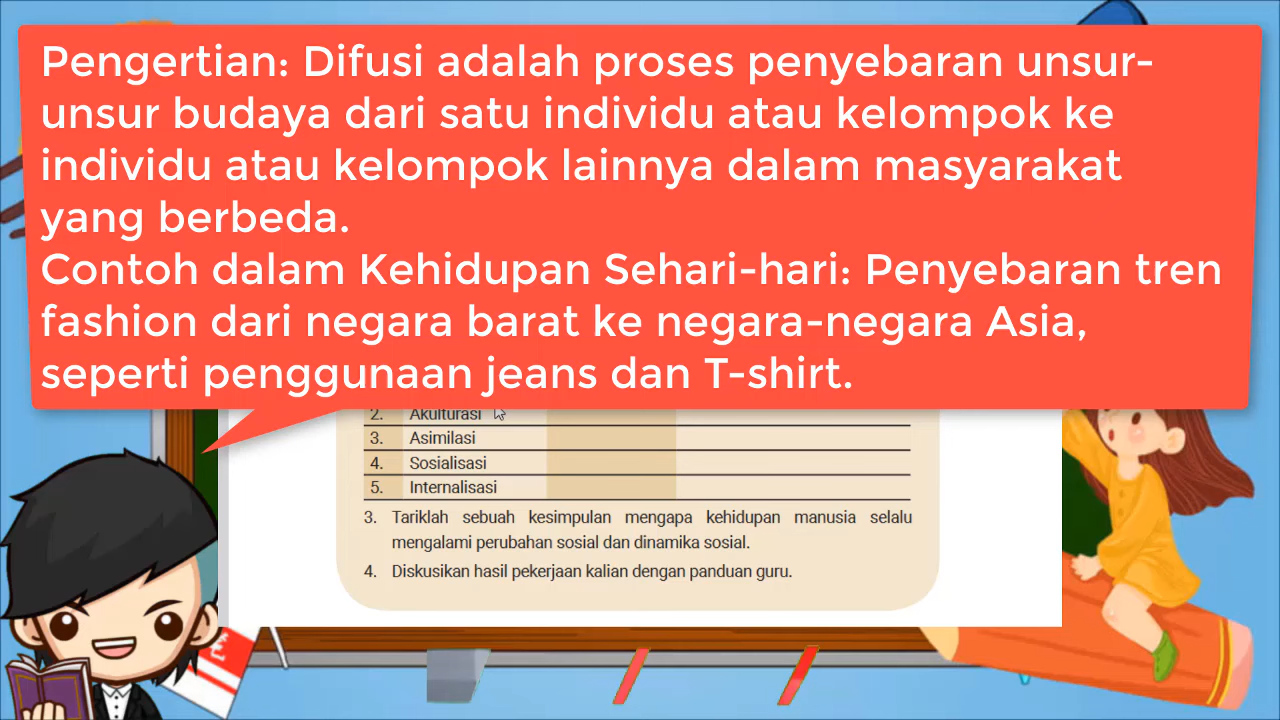 Pengertian: Difusi adalah proses penyebaran unsur-
unsur budaya dari satu individu atau kelompok ke
individu atau kelompok lainnya dalam masyarakat
yang berbeda.
Contoh dalam Kehidupan Sehari-hari: Penyebaran tren
fashion dari negara barat ke negara-negara Asia,
seperti penggunaan jeans dan T-shirt.
2. Akulturasi
3. Asimilasi
4. Sosialisasi
5. Internalisasi
3. Tariklah sebuah kesimpulan mengapa kehidupan manusia selalu
mengalami perubahan sosial dan dinamika sosial.
4. Diskusikan hasil pekerjaan kalian dengan panduan guru.